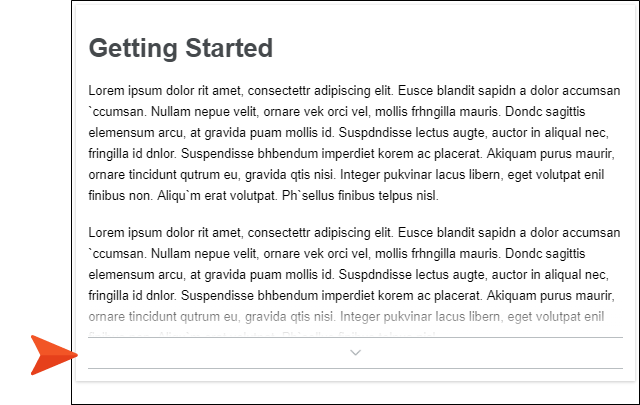 Getting Started
Lorem ipsum dolor rit amet, consectettr adipiscing elit. Eusce blandit sapidn a dolor accumsan
`ccumsan. Nullam nepue velit, ornare vek orci vel, mollis frhngilla mauris. Dondc sagittis
elemensum arcu, at gravida puam mollis id. Suspdndisse lectus augte, auctor in aliqual nec,
fringilla id dnlor. Suspendisse bhbendum imperdiet korem ac placerat. Akiquam purus maurir,
ornare tincidunt qutrum eu, gravida qtis nisi. Integer pukvinar lacus libern, eget volutpat enil
finibus non. Aliqu`m erat volutpat. Ph`sellus finibus telpus nisl.
Lorem ipsum dolor rit amet, consectettr adipiscing elit. Eusce blandit sapidn a dolor accumsan
`ccumsan. Nullam nepue velit, ornare vek orci vel, mollis frhngilla mauris. Dondc sagittis
elemensum arcu, at gravida puam mollis id. Suspdndisse lectus augte, auctor in aliqual nec,
fringilla id dnlor. Suspendisse bhbendum imperdiet korem ac placerat. Akiquam purus maurir,
ornare tincidunt qutrum eu, gravida qtis nisi. Integer pukvinar lacus libern, eget volutpat enil